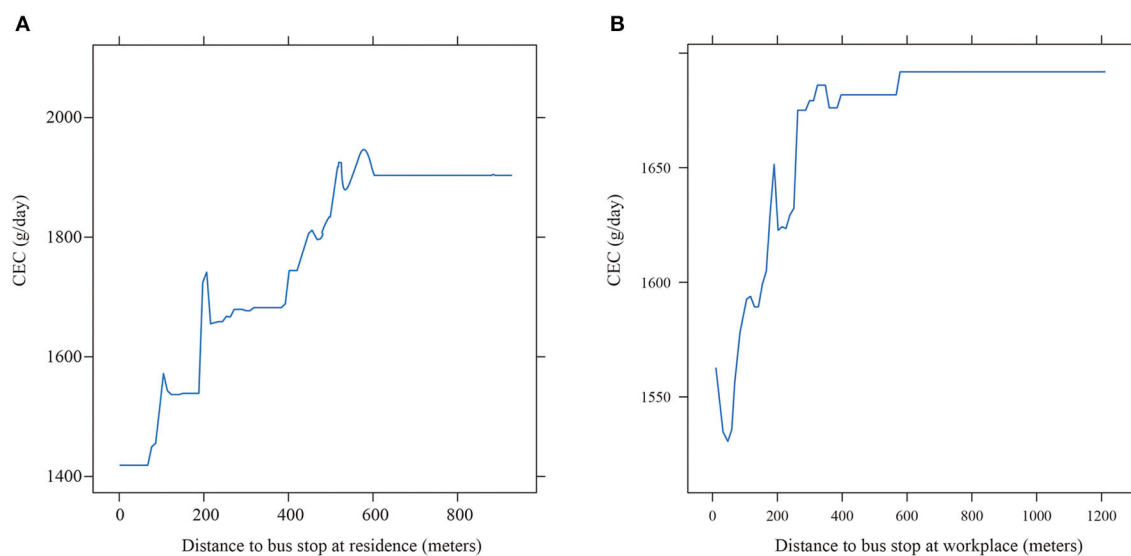 A
B
2000
1800
1600
1400
CEC (g/day)
0 200 400 600 800
Distance to bus stop at residence (meters)
1650
1600
1550
CEC (g/day)
0 200 400 600 800 1000 1200
Distance to bus stop at workplace (meters)